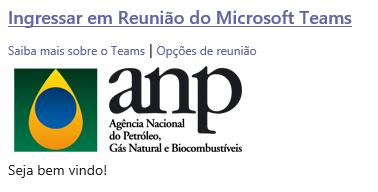 Ingressar em Reunião do Microsoft Teams
Saiba mais sobre o Teams | Opções de reunião
anp
Agência Nacional
do Petróleo,
Gás Natural e Biocombustíveis
Seja bem vindo!